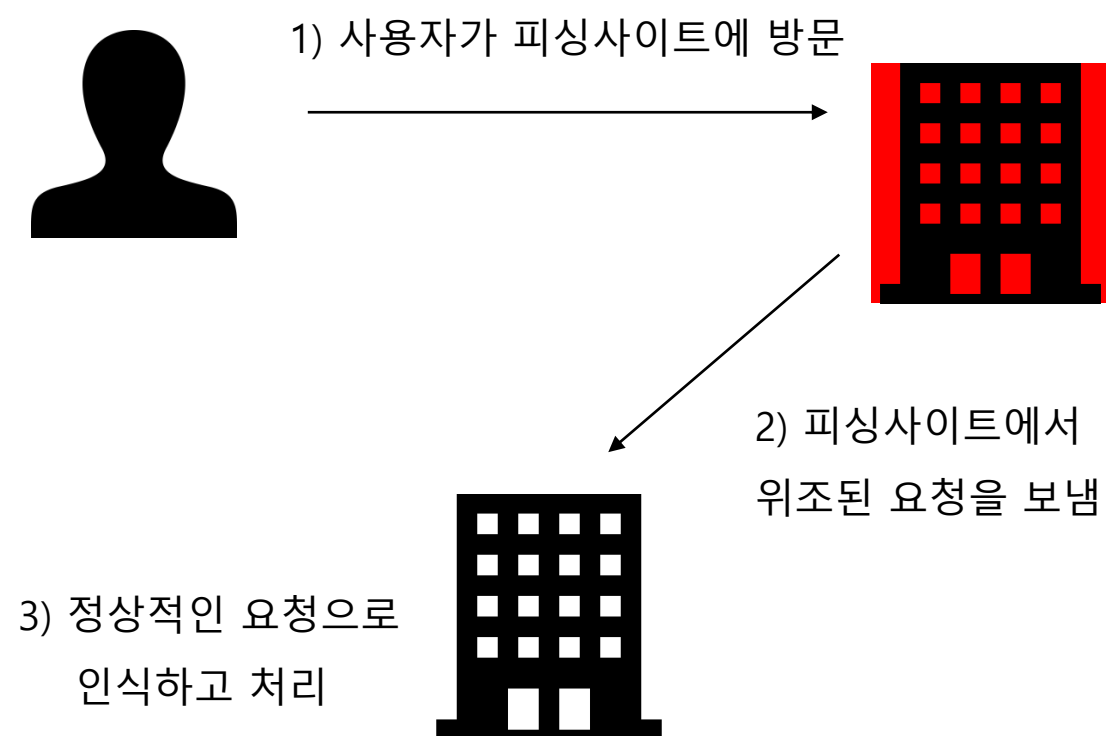 1) 사용자가 피싱사이트에 방문
2) 피싱사이트에서
위조된 요청을 보냄
3) 정상적인 요청으로
인식하고 처리